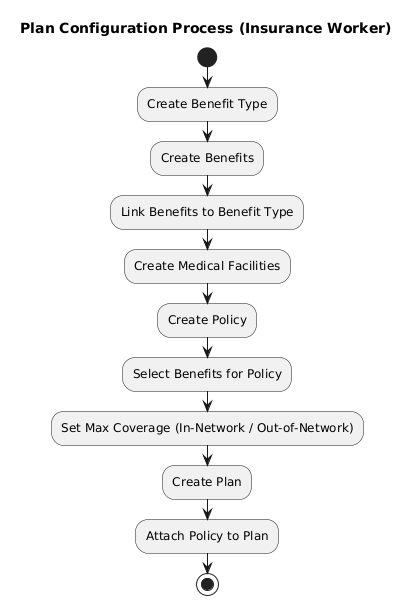 Plan Configuration Process (Insurance Worker)
Create Benefit Type
Create Benefits
Link Benefits to Benefit Type
Create Medical Facilities
Create Policy
Select Benefits for Policy
Set Max Coverage (In-Network / Out-of-Network)
Create Plan
Attach Policy to Plan